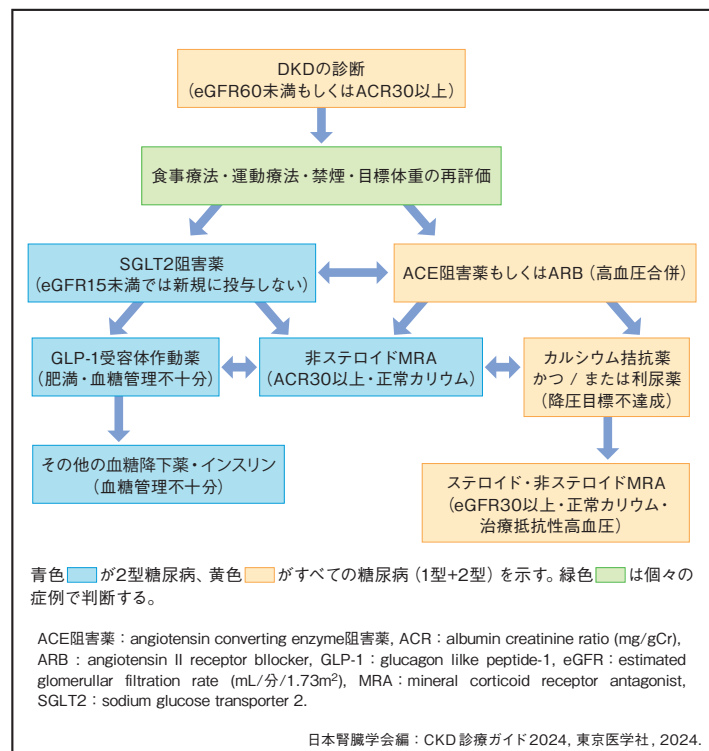 DKDの診断
（eGFR60未満もしくはACR30以上）
食事療法・運動療法・禁煙・目標体重の再評価
SGLT2阻害薬
（eGFR15未満では新規に投与しない）
ACE阻害薬もしくはARB（高血圧合併）
GLP-1受容体作動薬
（肥満・血糖管理不十分）
非ステロイドMRA
（ACR30以上・正常カリウム）
カルシウム拮抗薬
かつ / または利尿薬
（降圧目標不達成）
その他の血糖降下薬・インスリン
（血糖管理不十分）
ステロイド・非ステロイドMRA
（eGFR30以上・正常カリウム・
治療抵抗性高血圧）
青色 が2型糖尿病、黄色 がすべての糖尿病（1型+2型）を示す。緑色 は個々の
症例で判断する。
ACE阻害薬：angiotensin converting enzyme阻害薬, ACR：albumin creatinine ratio (mg/gCr),
ARB : angiotensin II receptor bllocker, GLP-1：glucagon lilke peptide-1, eGFR：estimated
glomerullar filtration rate (mL/分/1.73m²), MRA：mineral corticoid receptor antagonist,
SGLT2：sodium glucose transporter 2.
日本腎臓学会編：CKD診療ガイド2024, 東京医学社, 2024.